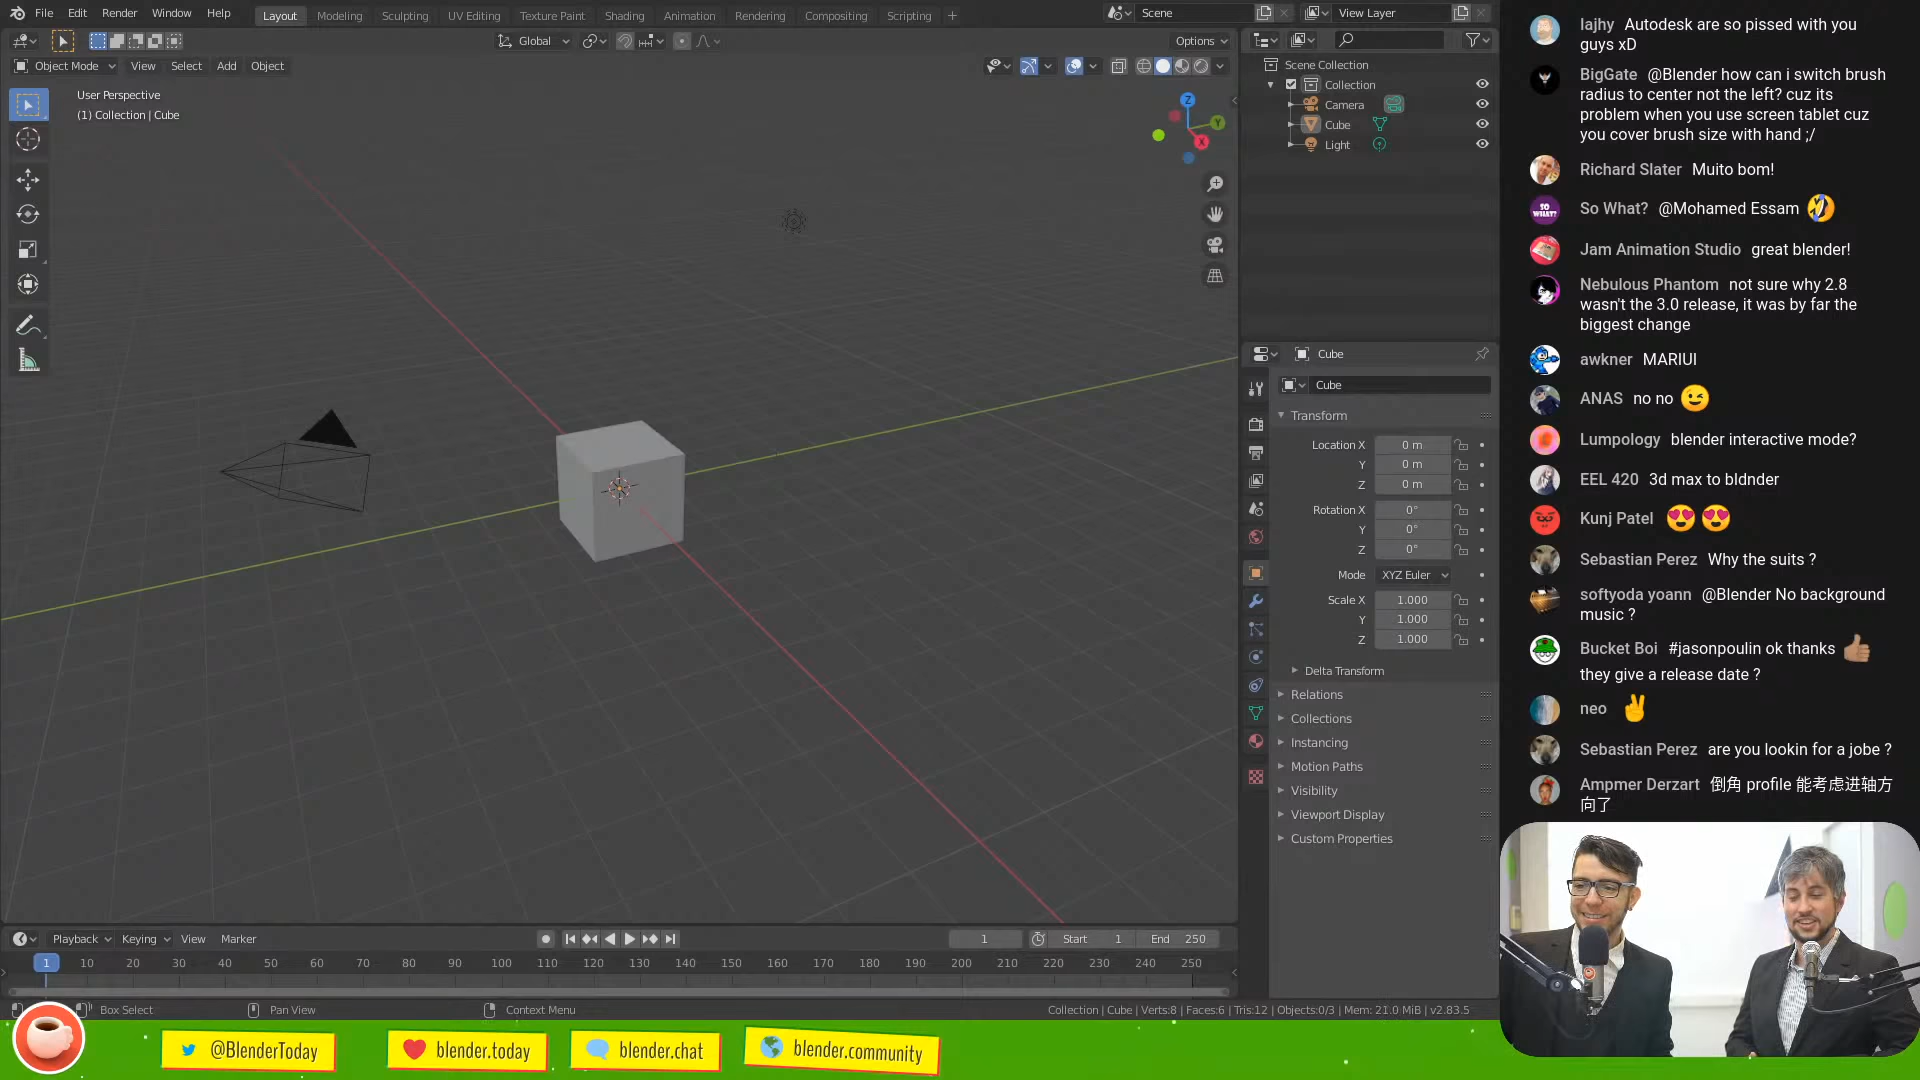 File Edit Render Window Help
Layout Modeling Sculpting UV Editing Texture Paint Shading Animation Rendering Compositing Scripting +
Scene
View Layer
Global
Options
Object Mode View Select Add Object
User Perspective
(1) Collection | Cube
Z
Y
X
Scene Collection
Collection
Camera
Cube
Light
Cube
Cube
Transform
Location X 0 m
Y 0 m
Z 0 m
Rotation X 0°
Y 0°
Z 0°
Mode XYZ Euler
Scale X 1.000
Y 1.000
Z 1.000
Delta Transform
Relations
Collections
Instancing
Motion Paths
Visibility
Viewport Display
Custom Properties
Playback Keying View Marker
1 Start 1 End 250
1 10 20 30 40 50 60 70 80 90 100 110 120 130 140 150 160 170 180 190 200 210 220 230 240 250
Box Select Pan View Context Menu
Collection | Cube | Verts:8 | Faces:6 | Tris:12 | Objects:0/3 | Mem: 21.0 MiB | v2.83.5
@BlenderToday
blender.today
blender.chat
blender.community
lajhy Autodesk are so pissed with you
guys xD
BigGate @Blender how can i switch brush
radius to center not the left? cuz its
problem when you use screen tablet cuz
you cover brush size with hand ;/
Richard Slater Muito bom!
SO WHAT?
So What? @Mohamed Essam 🤣
Jam Animation Studio great blender!
Nebulous Phantom not sure why 2.8
wasn't the 3.0 release, it was by far the
biggest change
awkner MARIUI
ANAS no no 😉
Lumpology blender interactive mode?
EEL 420 3d max to bldnder
Kunj Patel 😍 😍
Sebastian Perez Why the suits ?
softyoda yoann @Blender No background
music ?
Bucket Boi #jasonpoulin ok thanks 👍🏽
they give a release date ?
neo ✌
Sebastian Perez are you lookin for a jobe ?
Ampmer Derzart 倒角 profile 能考虑进轴方
向了